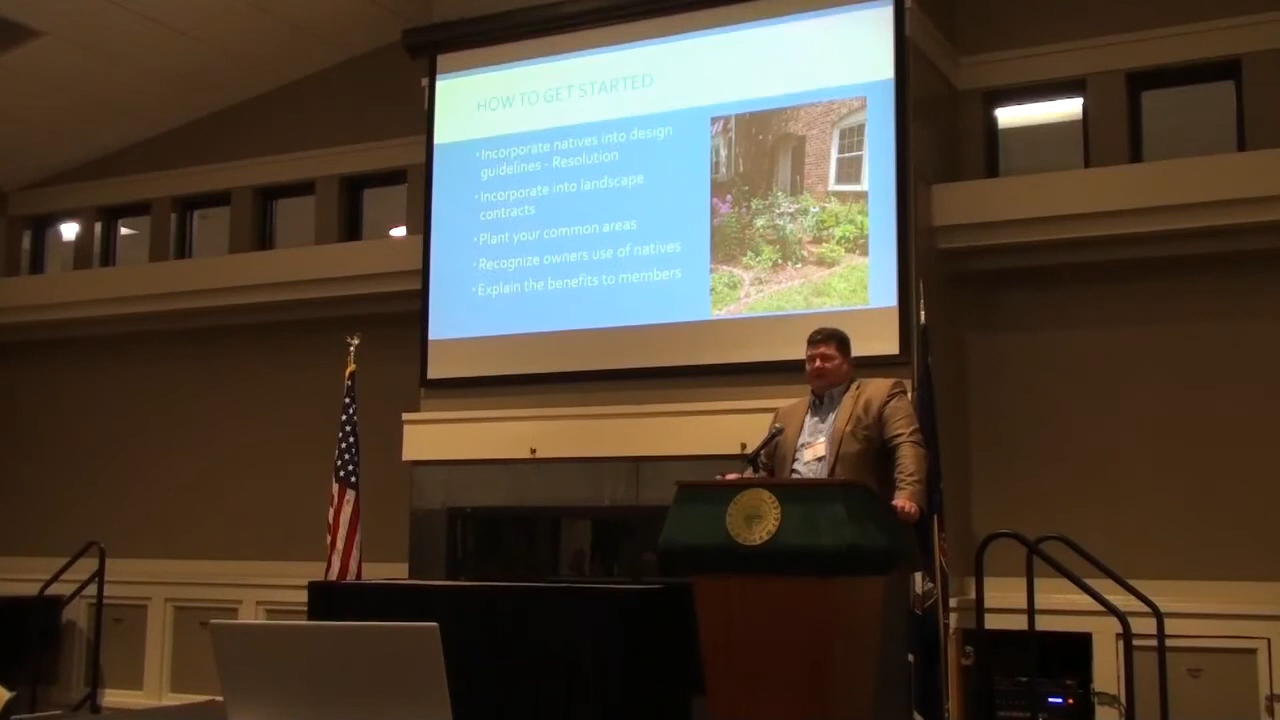 HOW TO GET STARTED
• Incorporate natives into design
guidelines - Resolution
• Incorporate into landscape
contracts
• Plant your common areas
• Recognize owners use of natives
• Explain the benefits to members